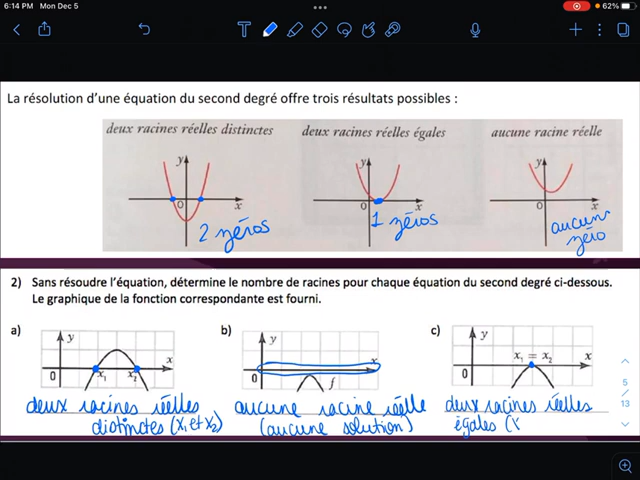 6:14 PM Mon Dec 5
62%
La résolution d'une équation du second degré offre trois résultats possibles :
deux racines réelles distinctes
deux racines réelles égales
aucune racine réelle
y
0
x
2 zéros
y
0
x
1 zéros
y
0
x
aucun
zéro
2) Sans résoudre l'équation, détermine le nombre de racines pour chaque équation du second degré ci-dessous.
Le graphique de la fonction correspondante est fourni.
a)
y
x
0
x₁
x₂
deux racines réelles
distinctes (x₁ et x₂)
b)
y
x
0
f
aucune racine réelle
(aucune solution)
c)
y
x₁ = x₂
x
0
deux racines réelles
égales (
5
/
13